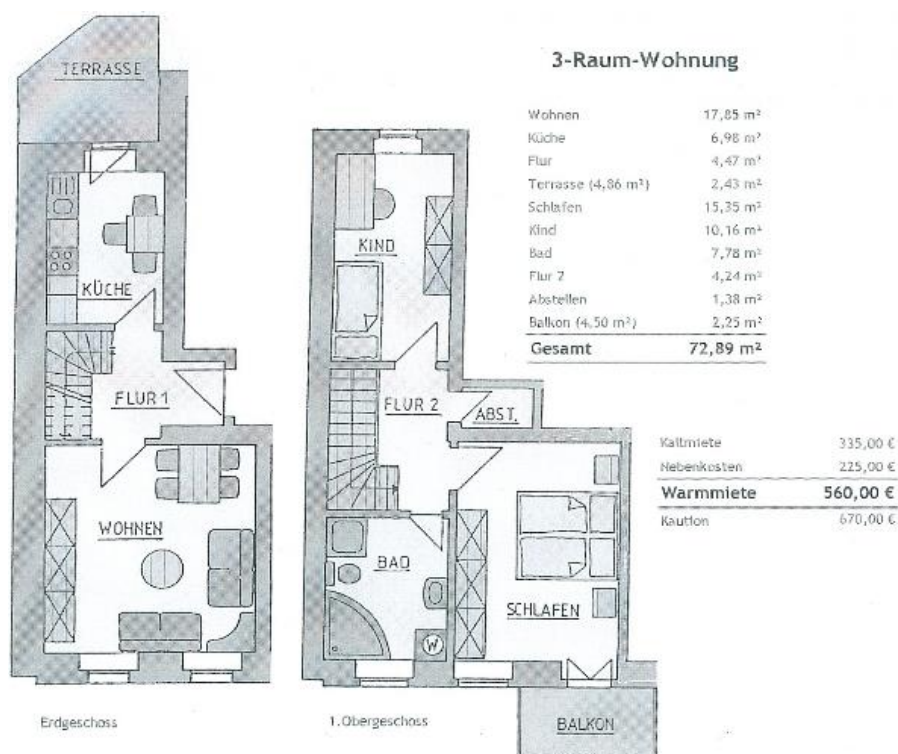 TERRASSE
KÜCHE
FLUR 1
WOHNEN
Erdgeschoss
KIND
FLUR 2
ABST.
BAD
SCHLAFEN
W
BALKON
1.Obergeschoss
3-Raum-Wohnung
Wohnen 17,85 m²
Küche 6,98 m²
Flur 4,47 m²
Terrasse (4,86 m²) 2,43 m²
Schlafen 15,35 m²
Kind 10,16 m²
Bad 7,78 m²
Flur 2 4,24 m²
Abstellen 1,38 m²
Balkon (4,50 m²) 2,25 m²
Gesamt 72,89 m²
Kaltmiete 335,00 €
Nebenkosten 225,00 €
Warmmiete 560,00 €
Kaution 670,00 €